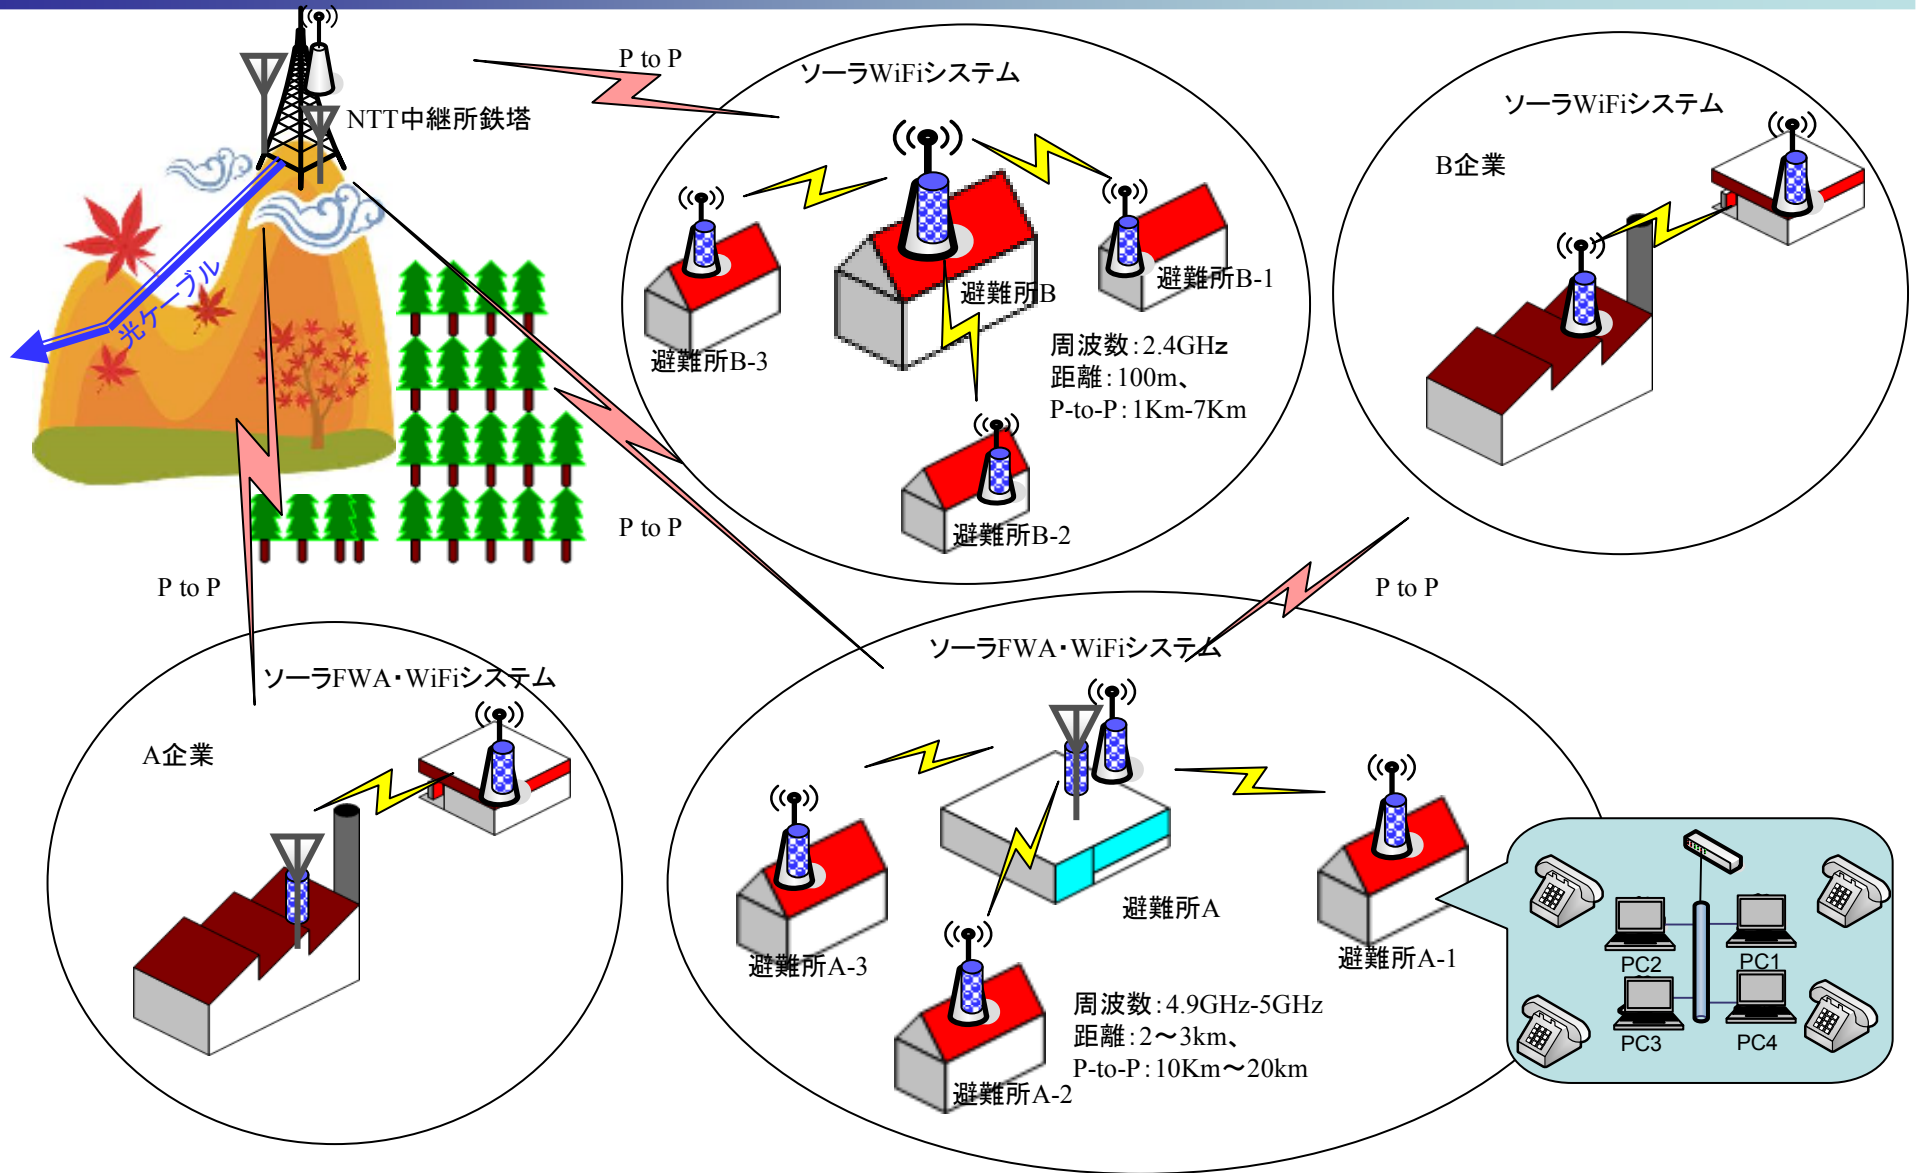 P to P
ソーラWiFiシステム
ソーラWiFiシステム
NTT中継所鉄塔
B企業
避難所B
避難所B-1
光ケーブル
避難所B-3
周波数:2.4GHz
距離:100m、
P-to-P:1Km-7Km
P to P
避難所B-2
P to P
P to P
ソーラFWA・WiFiシステム
ソーラFWA・WiFiシステム
A企業
避難所A
避難所A-3
避難所A-1
PC2
PC1
周波数:4.9GHz-5GHz
距離:2～3km、
P-to-P:10Km～20km
PC3
PC4
避難所A-2